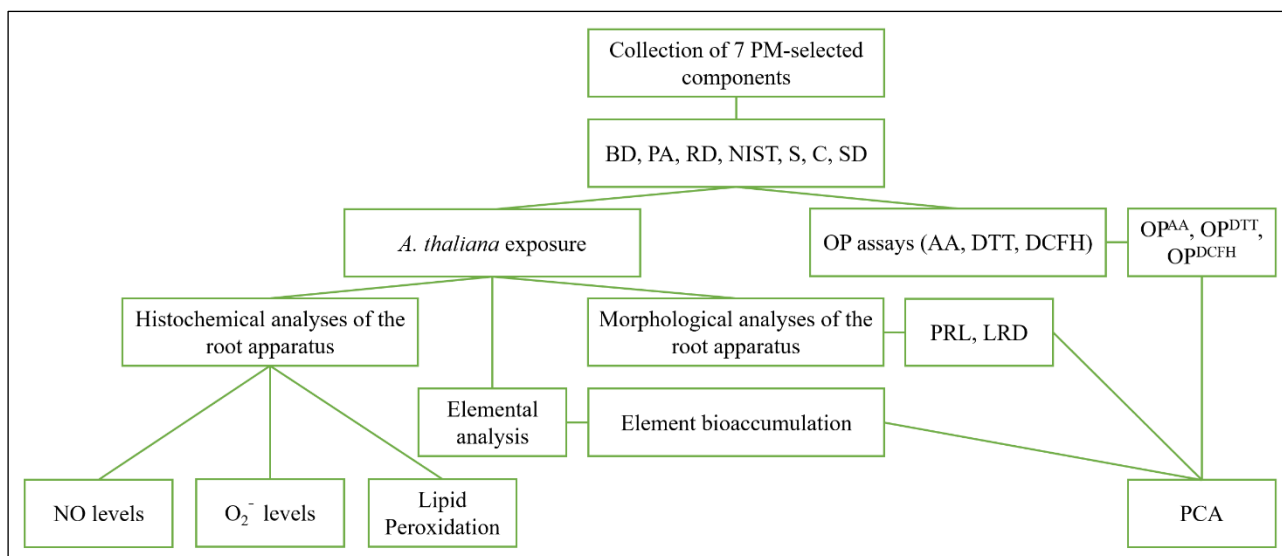 Collection of 7 PM-selected
components
BD, PA, RD, NIST, S, C, SD
A. thaliana exposure
OP assays (AA, DTT, DCFH)
OPᴬᴬ, OPᴰᵀᵀ,
OPᴰCFH
Histochemical analyses of the
root apparatus
Morphological analyses of the
root apparatus
PRL, LRD
Elemental
analysis
Element bioaccumulation
NO levels
O₂⁻ levels
Lipid
Peroxidation
PCA